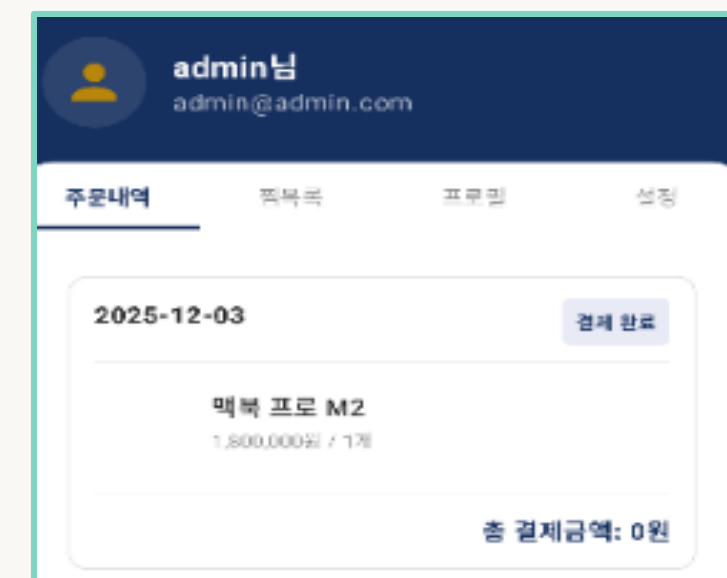 admin님
admin@admin.com
주문내역 찜목록 프로필 설정
2025-12-03 결제 완료
맥북 프로 M2
1,800,000원 / 1개
총 결제금액: 0원